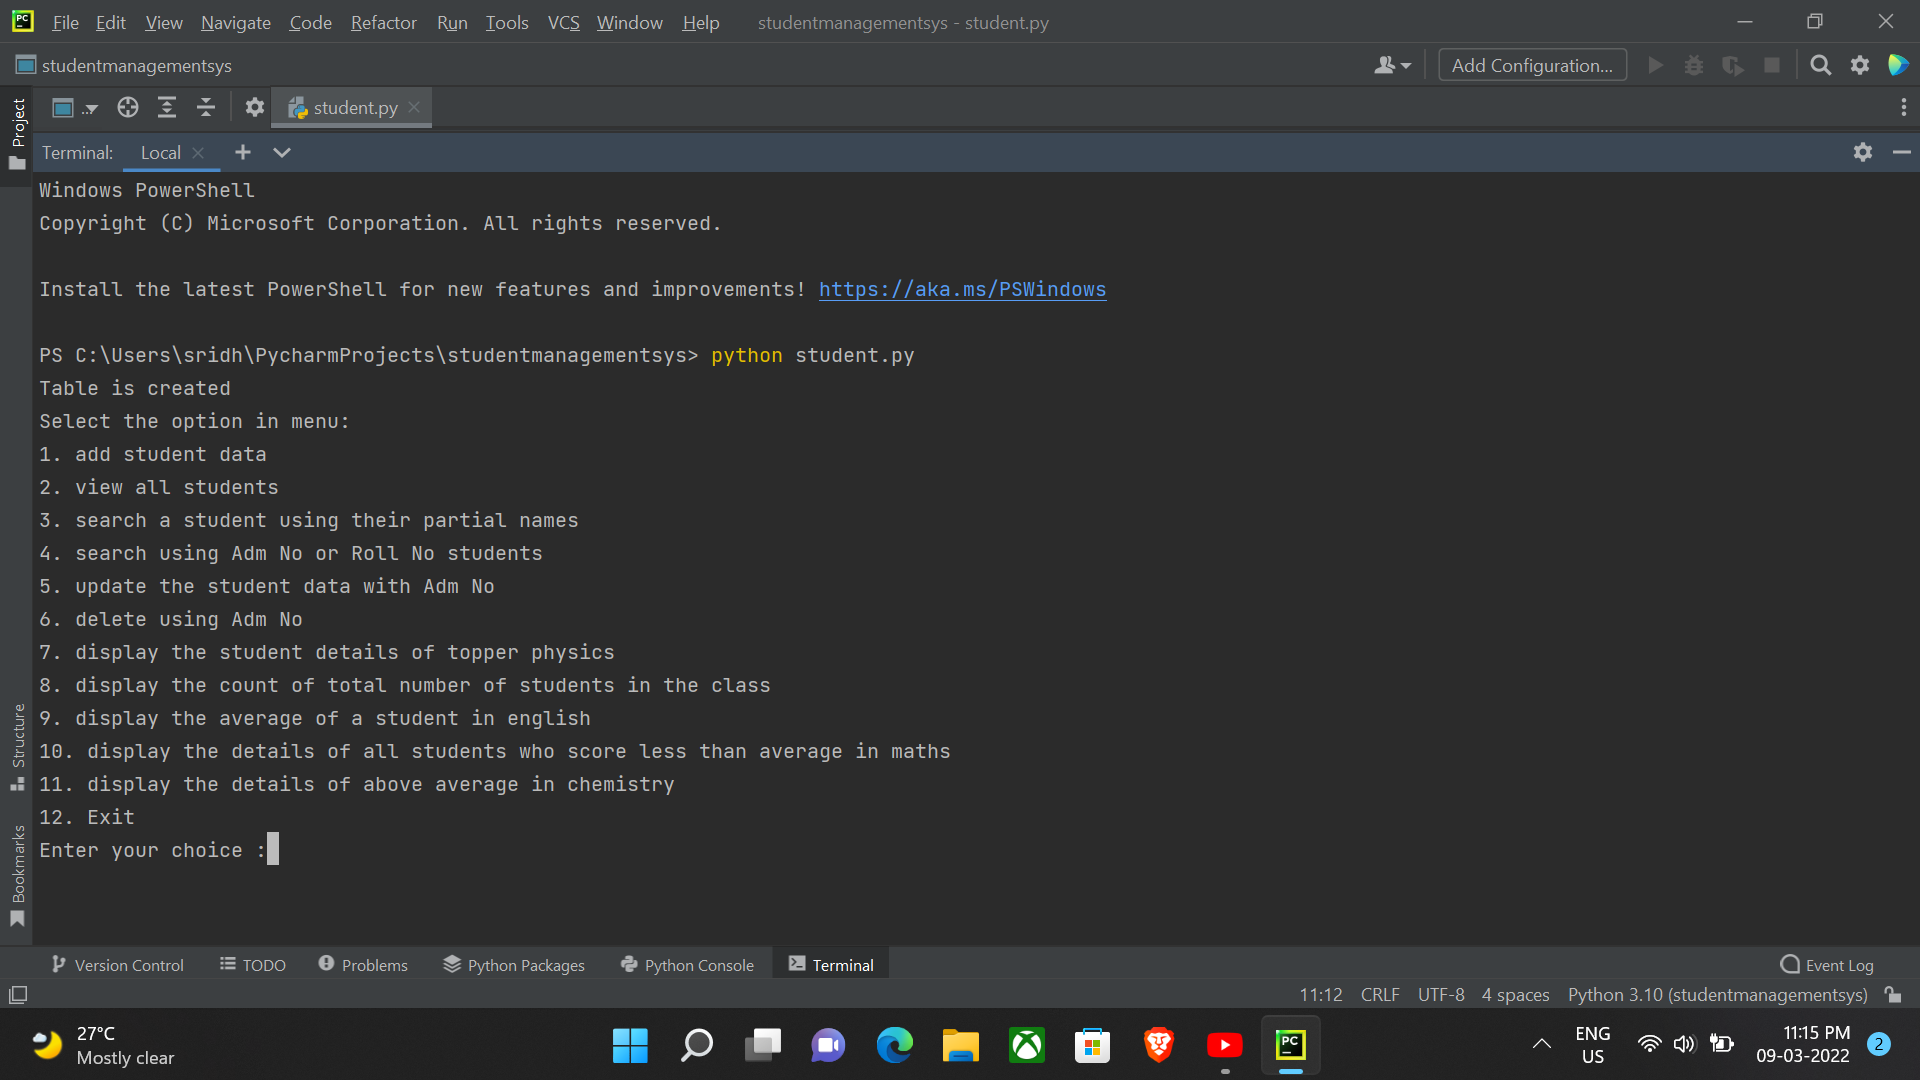 PC File Edit View Navigate Code Refactor Run Tools VCS Window Help studentmanagementsys - student.py
studentmanagementsys Add Configuration...
Project .. student.py
Terminal: Local
Windows PowerShell
Copyright (C) Microsoft Corporation. All rights reserved.
Install the latest PowerShell for new features and improvements! https://aka.ms/PSWindows
PS C:\Users\sridh\PycharmProjects\studentmanagementsys> python student.py
Table is created
Select the option in menu:
1. add student data
2. view all students
3. search a student using their partial names
4. search using Adm No or Roll No students
5. update the student data with Adm No
6. delete using Adm No
7. display the student details of topper physics
8. display the count of total number of students in the class
9. display the average of a student in english
10. display the details of all students who score less than average in maths
11. display the details of above average in chemistry
12. Exit
Enter your choice :
Structure
Bookmarks
Version Control TODO Problems Python Packages Python Console Terminal Event Log
11:12 CRLF UTF-8 4 spaces Python 3.10 (studentmanagementsys)
27°C
Mostly clear
PC
ENG
US
11:15 PM
09-03-2022
2